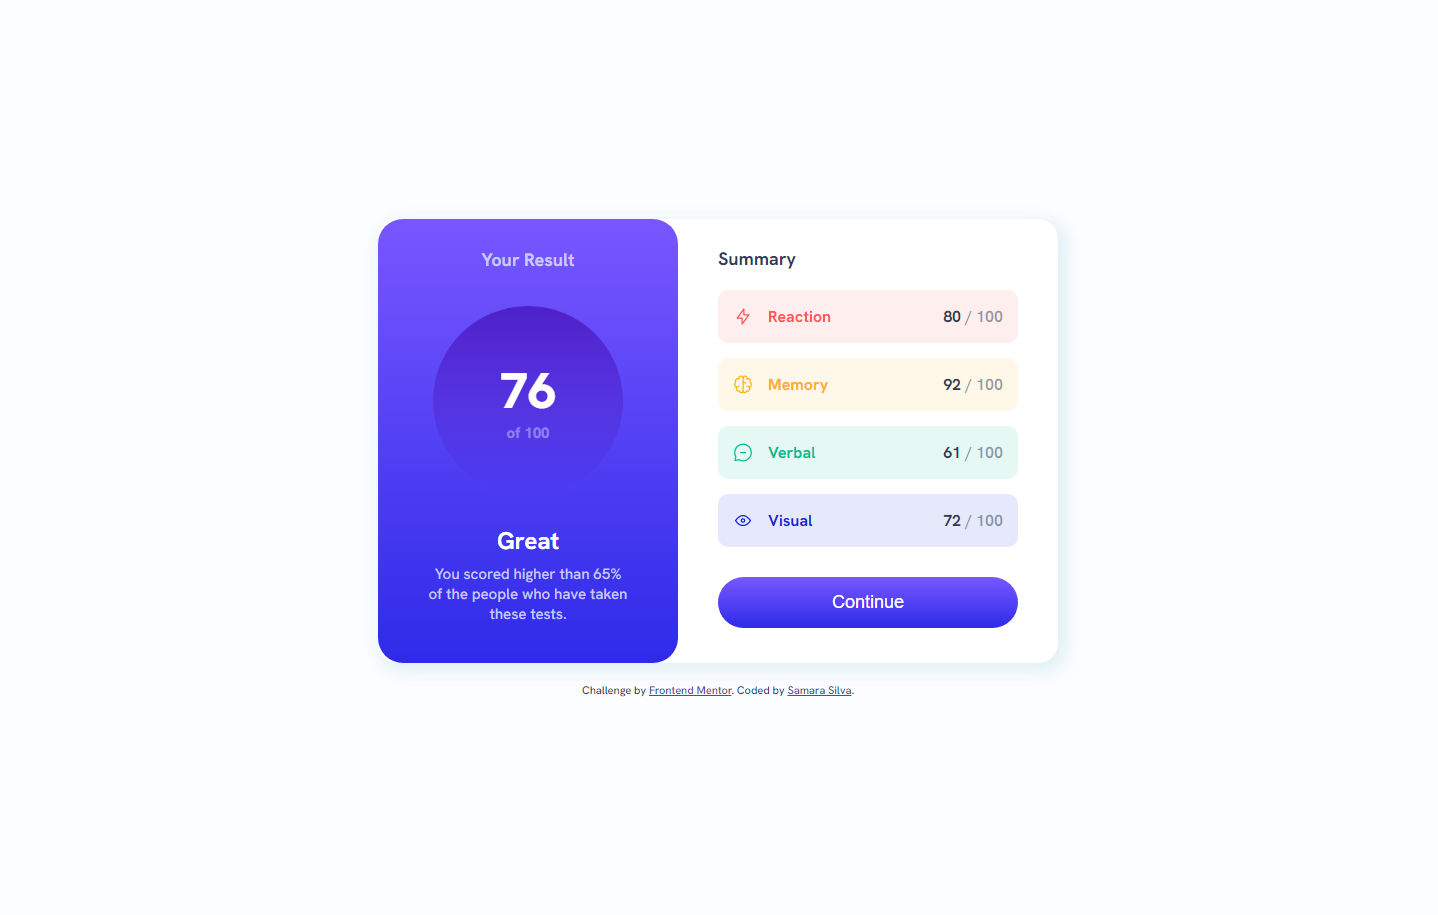 Your Result
76
of 100
Great
You scored higher than 65%
of the people who have taken
these tests.
Summary
Reaction 80 / 100
Memory 92 / 100
Verbal 61 / 100
Visual 72 / 100
Continue
Challenge by Frontend Mentor. Coded by Samara Silva.